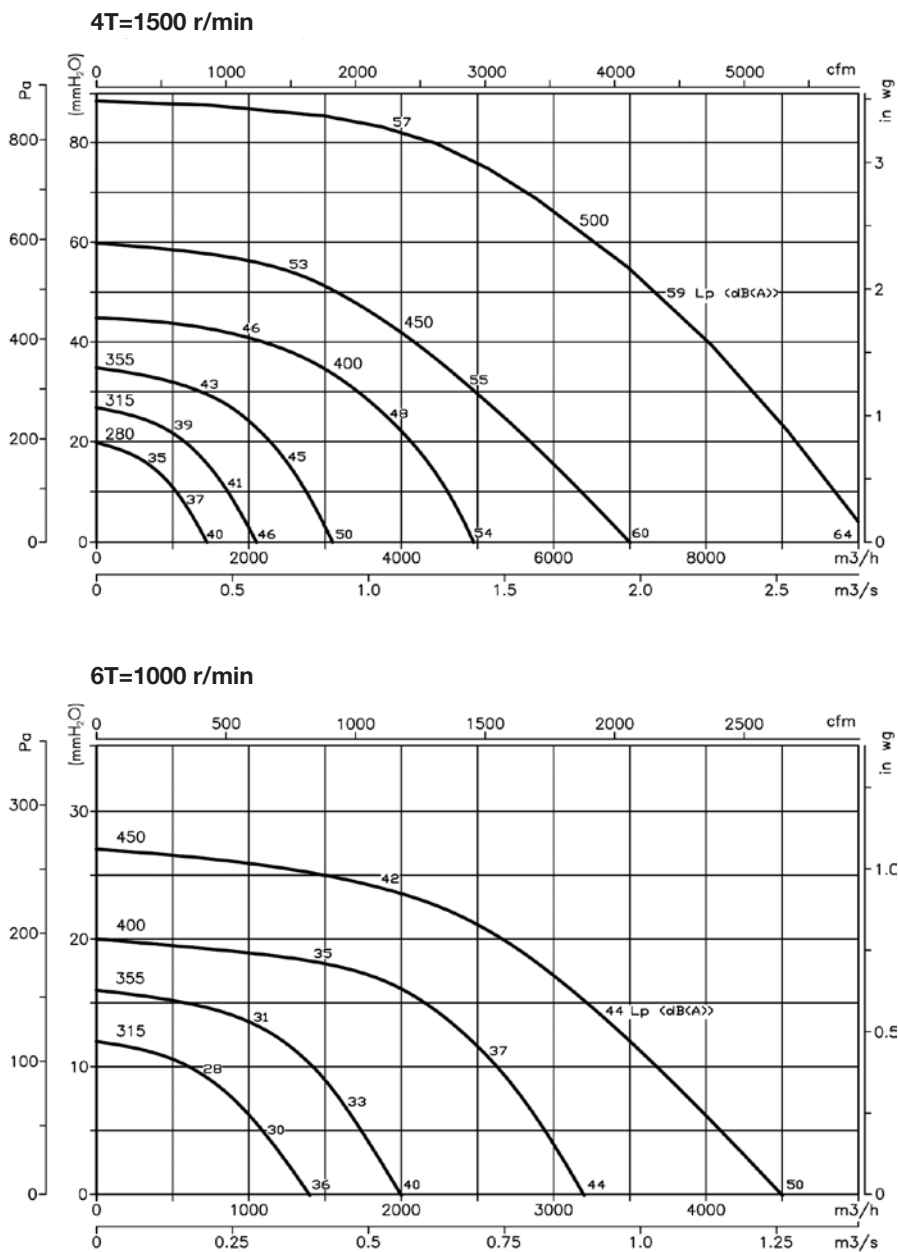 4T=1500 r/min
Pa
(mmH₂O)
0 1000 2000 3000 4000 5000 cfm
in wg
57
800 80
3
500
600 60
53
59 Lp (dB(A))
2
450
46
400 40
400
355
43
55
315
48
39
1
280
200 20
35
45
41
37
40 46 50 54 60 64
0 0 0
0 2000 4000 6000 8000 m3/h
0 0.5 1.0 1.5 2.0 2.5 m3/s
6T=1000 r/min
Pa
(mmH₂O)
0 500 1000 1500 2000 2500 cfm
in wg
300 30
450
1.0
42
400
200 20
35
355
44 Lp (dB(A))
31
315
0.5
37
100 10
28
33
30
36 40 44 50
0 0 0
0 1000 2000 3000 4000 m3/h
0 0.25 0.5 0.75 1.0 1.25 m3/s